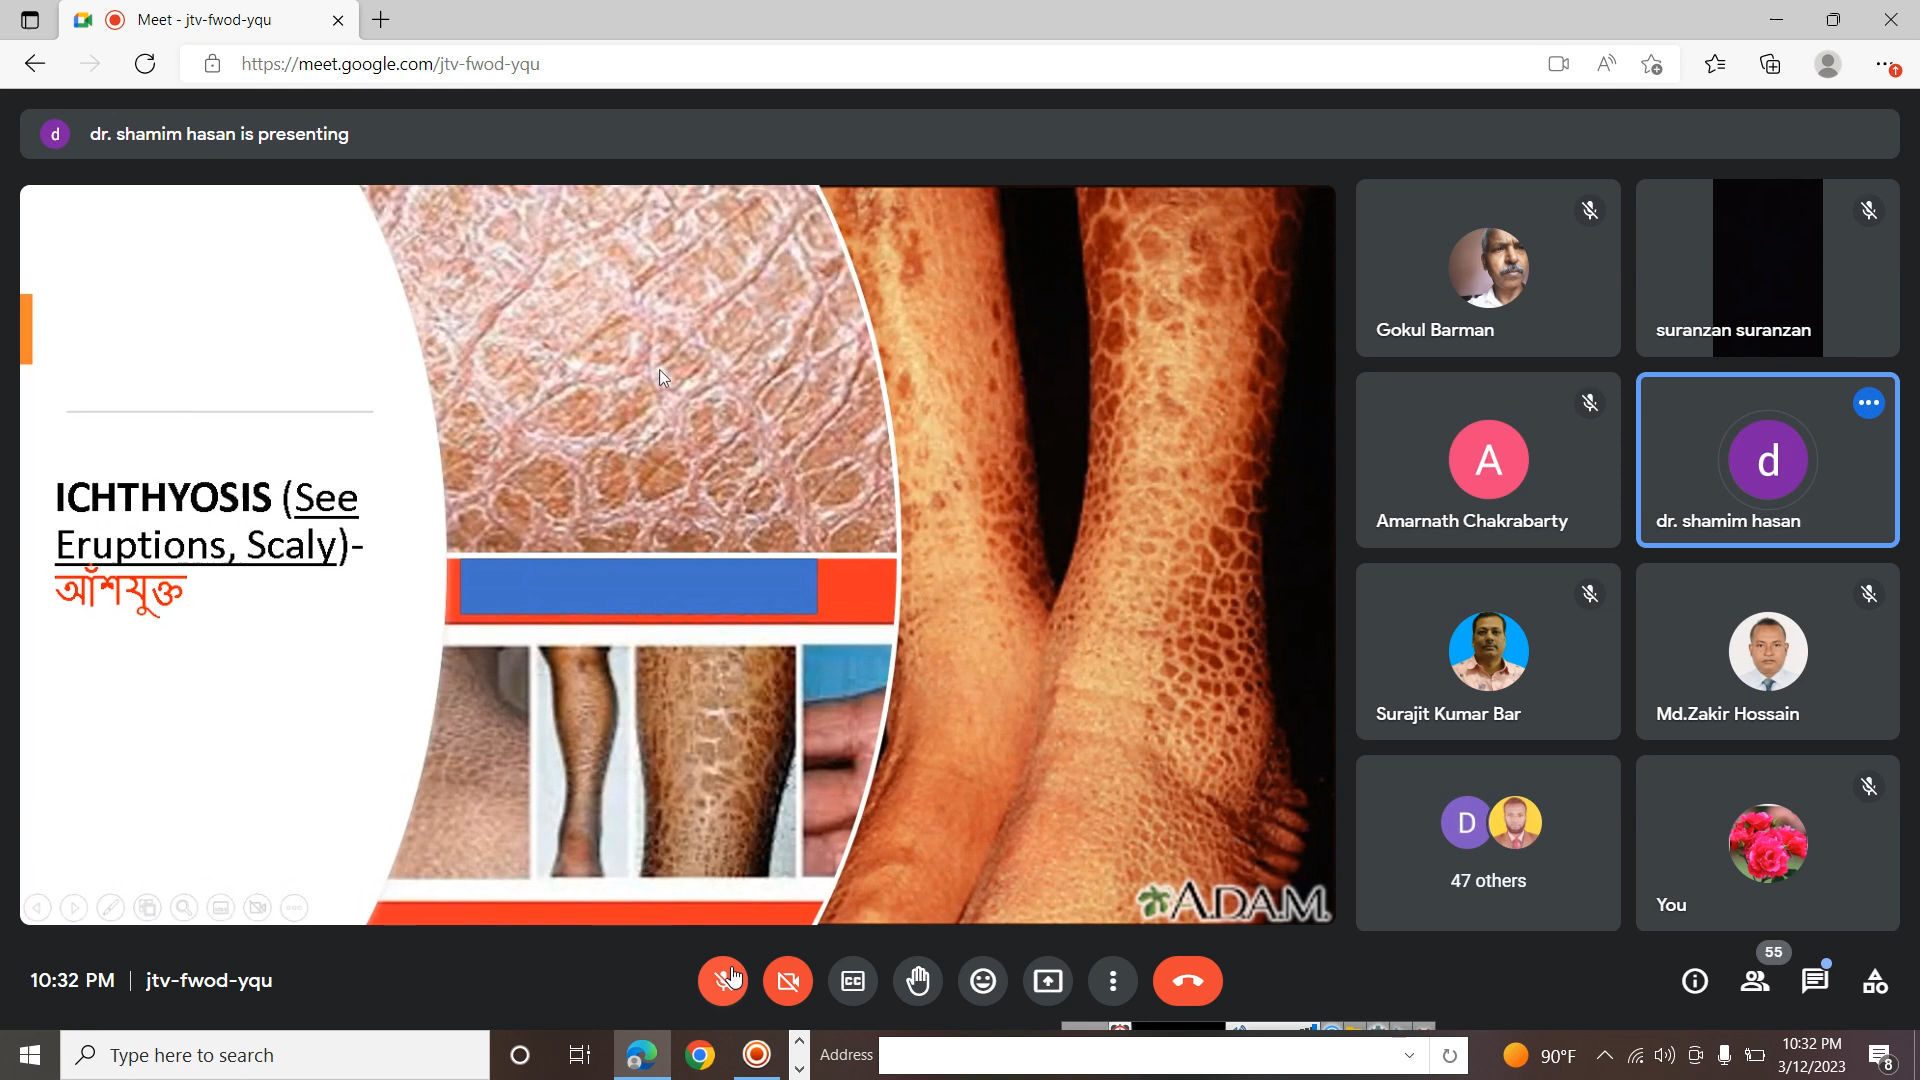 Meet - jtv-fwod-yqu
https://meet.google.com/jtv-fwod-yqu
d
dr. shamim hasan is presenting
ICHTHYOSIS (See
Eruptions, Scaly)-
আঁশযুক্ত
A.D.A.M.
Gokul Barman
suranzan suranzan
A
Amarnath Chakrabarty
d
dr. shamim hasan
Surajit Kumar Bar
Md.Zakir Hossain
D
47 others
You
10:32 PM | jtv-fwod-yqu
CC
55
Type here to search
Address
90°F
10:32 PM
3/12/2023
8